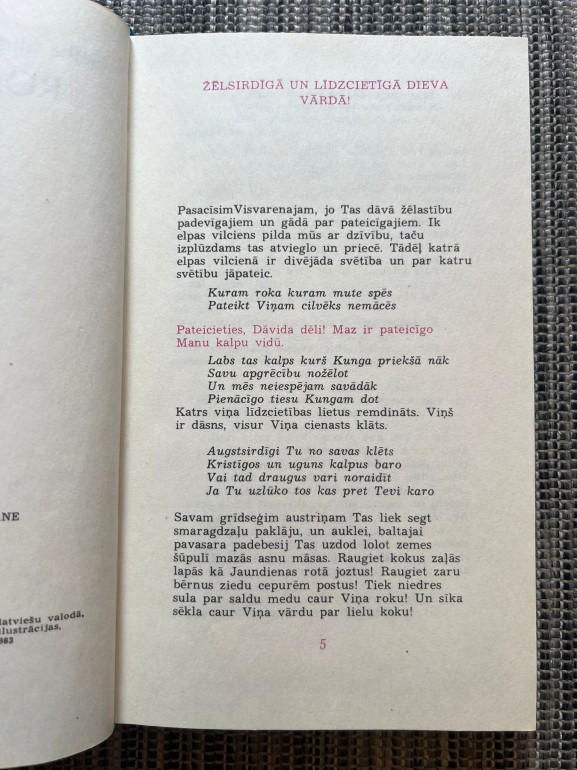 ŽĒLSIRDĪGĀ UN LĪDZCIETĪGĀ DIEVA
VĀRDĀ!
PasacīsimVisvarenajam, jo Tas dāvā žēlastību
padevīgajiem un gādā par pateicīgajiem. Ik
elpas vilciens pilda mūs ar dzīvību, taču
izplūzdams tas atvieglo un priecē. Tādēļ katrā
elpas vilcienā ir divējāda svētība un par katru
svētību jāpateic.
Kuram roka kuram mute spēs
Pateikt Viņam cilvēks nemācēs
Pateicieties, Dāvida dēli! Maz ir pateicīgo
Manu kalpu vidū.
Labs tas kalps kurš Kunga priekšā nāk
Savu apgrēcību nožēlot
Un mēs neiespējam savādāk
Pienācīgo tiesu Kungam dot
Katrs viņa līdzcietības lietus remdināts. Viņš
ir dāsns, visur Viņa cienasts klāts.
Augstsirdīgi Tu no savas klēts
Kristīgos un uguns kalpus baro
Vai tad draugus vari noraidīt
Ja Tu uzlūko tos kas pret Tevi karo
Savam grīdseģim austriņam Tas liek segt
smaragdzaļu paklāju, un auklei, baltajai
pavasara padebesij Tas uzdod lolot zemes
šūpulī mazās asnu māsas. Raugiet kokus zaļās
lapās kā Jaundienas rotā joztus! Raugiet zaru
bērnus ziedu cepurēm postus! Tiek niedres
sula par saldu medu caur Viņa roku! Un sīka
sēkla caur Viņa vārdu par lielu koku!
5
NE
latviešu valodā,
ilustrācijas,
983